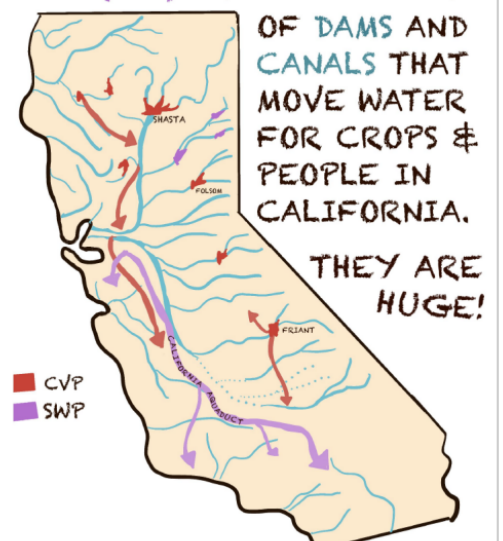 OF DAMS AND
CANALS THAT
MOVE WATER
FOR CROPS &
PEOPLE IN
CALIFORNIA.
THEY ARE
HUGE!
SHASTA
FOLSOM
FRIANT
CALIFORNIA AQUADUCT
CVP
SWP